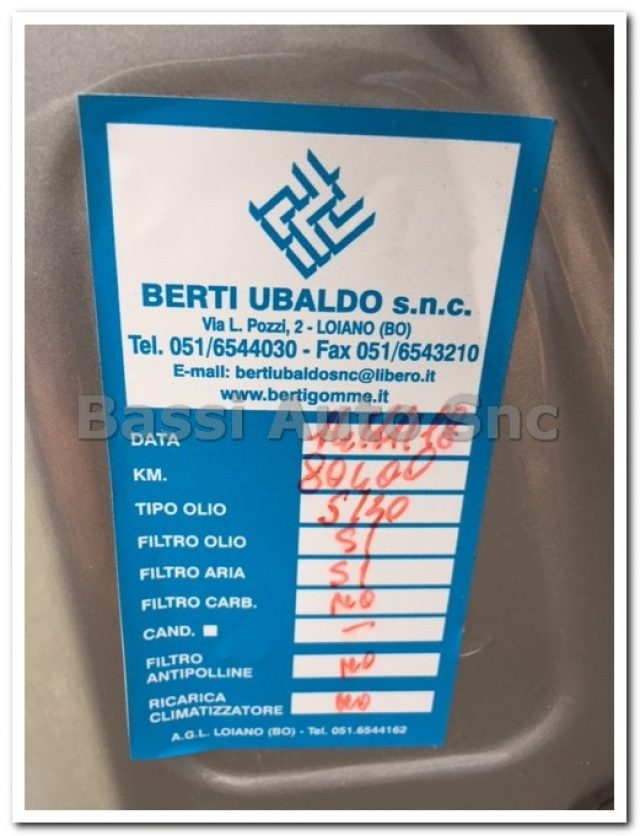 BERTI UBALDO s.n.c.
Via L. Pozzi, 2 - LOIANO (BO)
Tel. 051/6544030 - Fax 051/6543210
E-mail: bertiubaldosnc@libero.it
www.bertigomme.it
Bassi Auto Snc
DATA
KM. 80400
TIPO OLIO 5/30
FILTRO OLIO SI
FILTRO ARIA SI
FILTRO CARB. NO
CAND. -
FILTRO
ANTIPOLLINE NO
RICARICA
CLIMATIZZATORE NO
A.G.L. LOIANO (BO) - Tel. 051.6544162